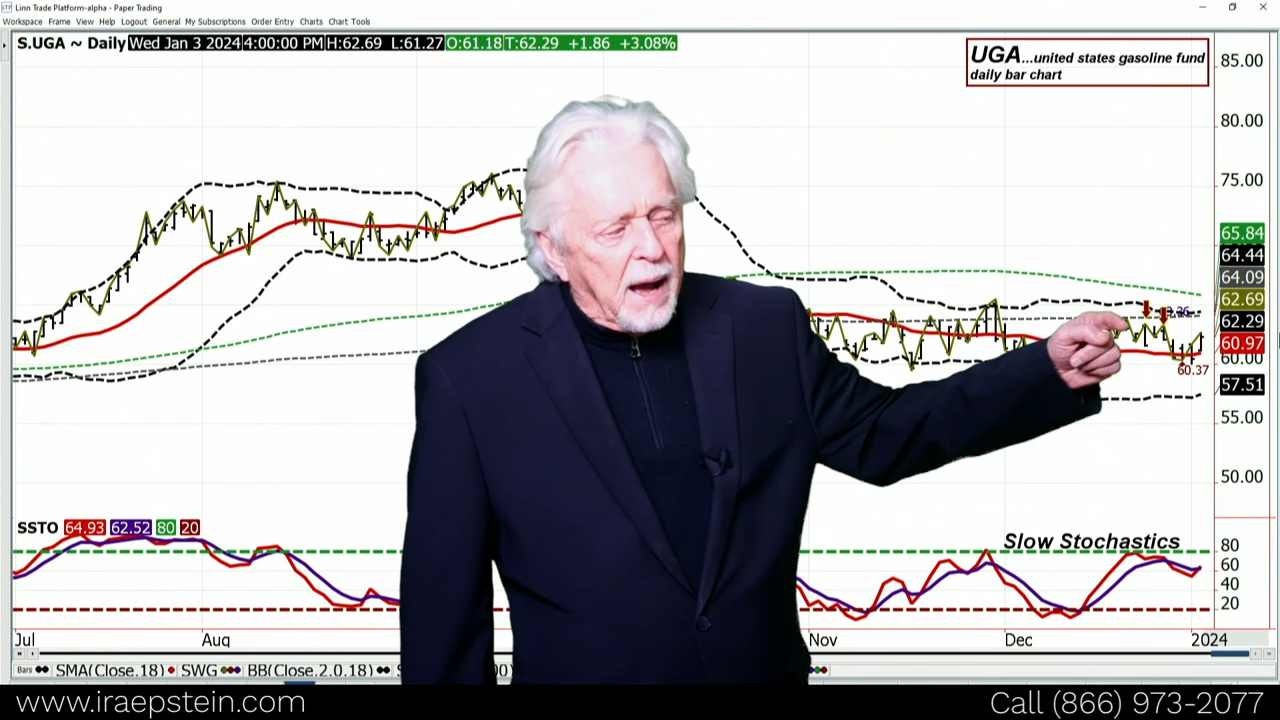 Linn Trade Platform-alpha - Paper Trading
Workspace Frame View Help Logout General My Subscriptions Order Entry Charts Chart Tools
S.UGA ~ Daily Wed Jan 3 2024 4:00:00 PM H:62.69 L:61.27 O:61.18 T:62.29 +1.86 +3.08%
UGA...united states gasoline fund
daily bar chart
85.00
80.00
75.00
65.84
64.44
64.09
62.69
62.29
60.97
60.00
60.37
57.51
55.00
50.00
SSTO 64.93 62.52 80 20
Slow Stochastics
80
60
40
20
Jul Aug Nov Dec 2024
Bars SMA(Close.18) SWG BB(Close.2.0.18)
www.iraepstein.com Call (866) 973-2077